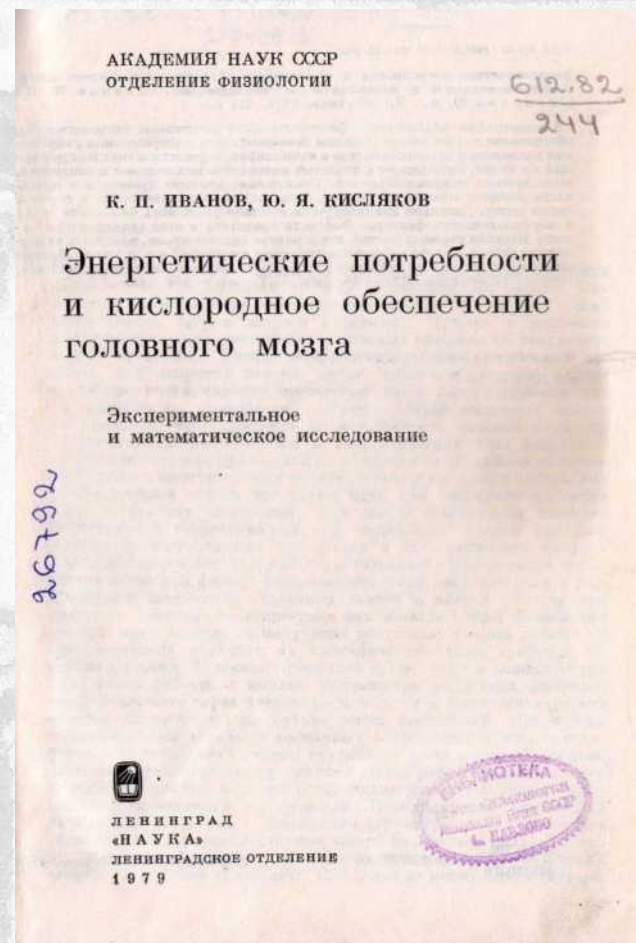 АКАДЕМИЯ НАУК СССР
ОТДЕЛЕНИЕ ФИЗИОЛОГИИ
612.82
244
К. П. ИВАНОВ, Ю. Я. КИСЛЯКОВ
Энергетические потребности
и кислородное обеспечение
головного мозга
Экспериментальное
и математическое исследование
26792
ЛЕНИНГРАД
«НАУКА»
ЛЕНИНГРАДСКОЕ ОТДЕЛЕНИЕ
1979
БИБЛИОТЕКА